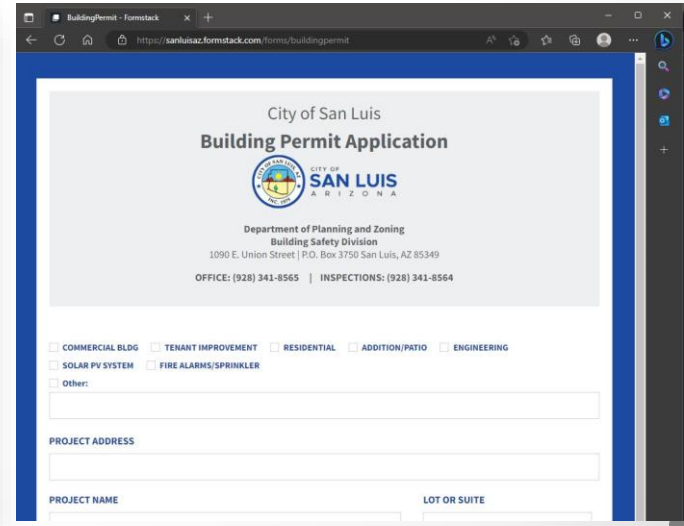 BuildingPermit - Formstack
https://sanluisaz.formstack.com/forms/buildingpermit
City of San Luis
Building Permit Application
CITY OF
SAN LUIS
ARIZONA
Department of Planning and Zoning
Building Safety Division
1090 E. Union Street | P.O. Box 3750 San Luis, AZ 85349
OFFICE: (928) 341-8565 | INSPECTIONS: (928) 341-8564
COMMERCIAL BLDG TENANT IMPROVEMENT RESIDENTIAL ADDITION/PATIO ENGINEERING
SOLAR PV SYSTEM FIRE ALARMS/SPRINKLER
Other:
PROJECT ADDRESS
PROJECT NAME LOT OR SUITE